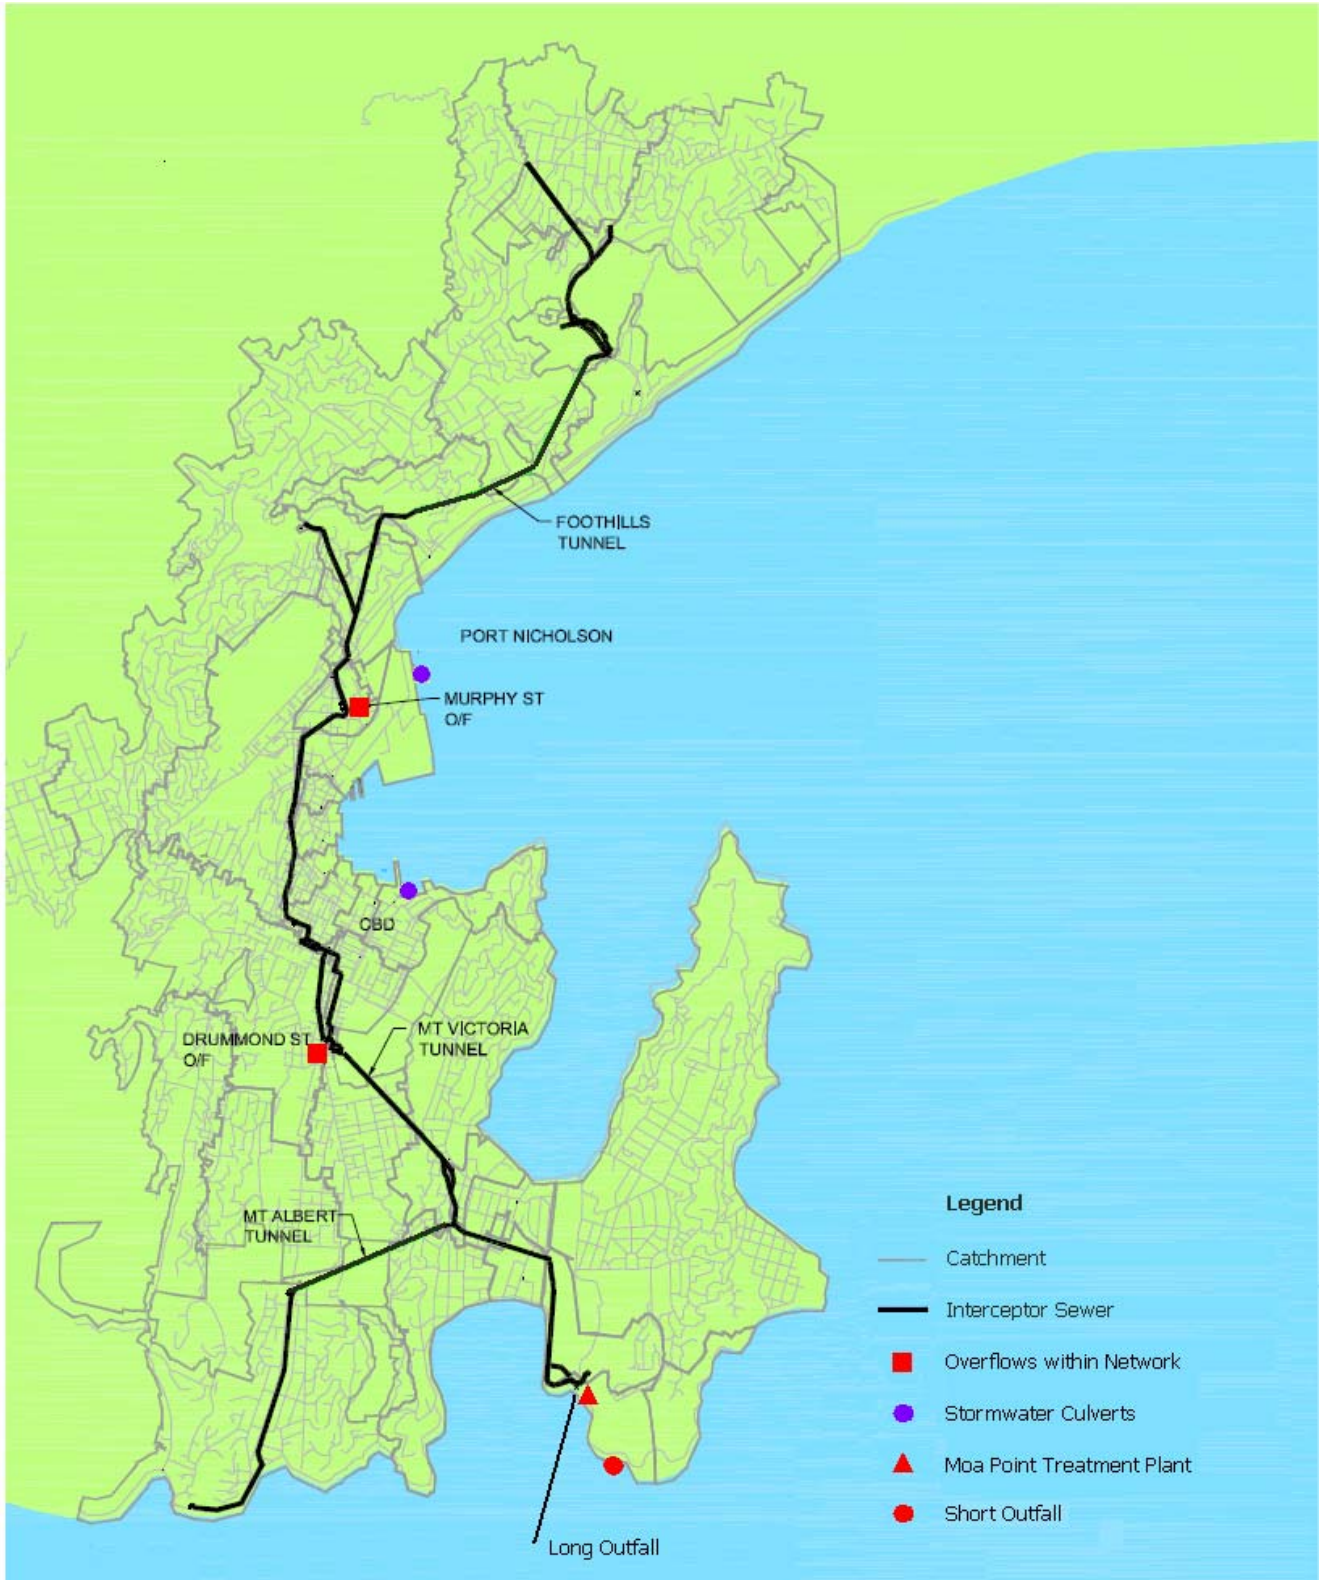 FOOTHILLS
TUNNEL
PORT NICHOLSON
MURPHY ST
O/F
CBD
DRUMMOND ST
O/F
MT VICTORIA
TUNNEL
MT ALBERT
TUNNEL
Legend
Catchment
Interceptor Sewer
Overflows within Network
Stormwater Culverts
Moa Point Treatment Plant
Short Outfall
Long Outfall